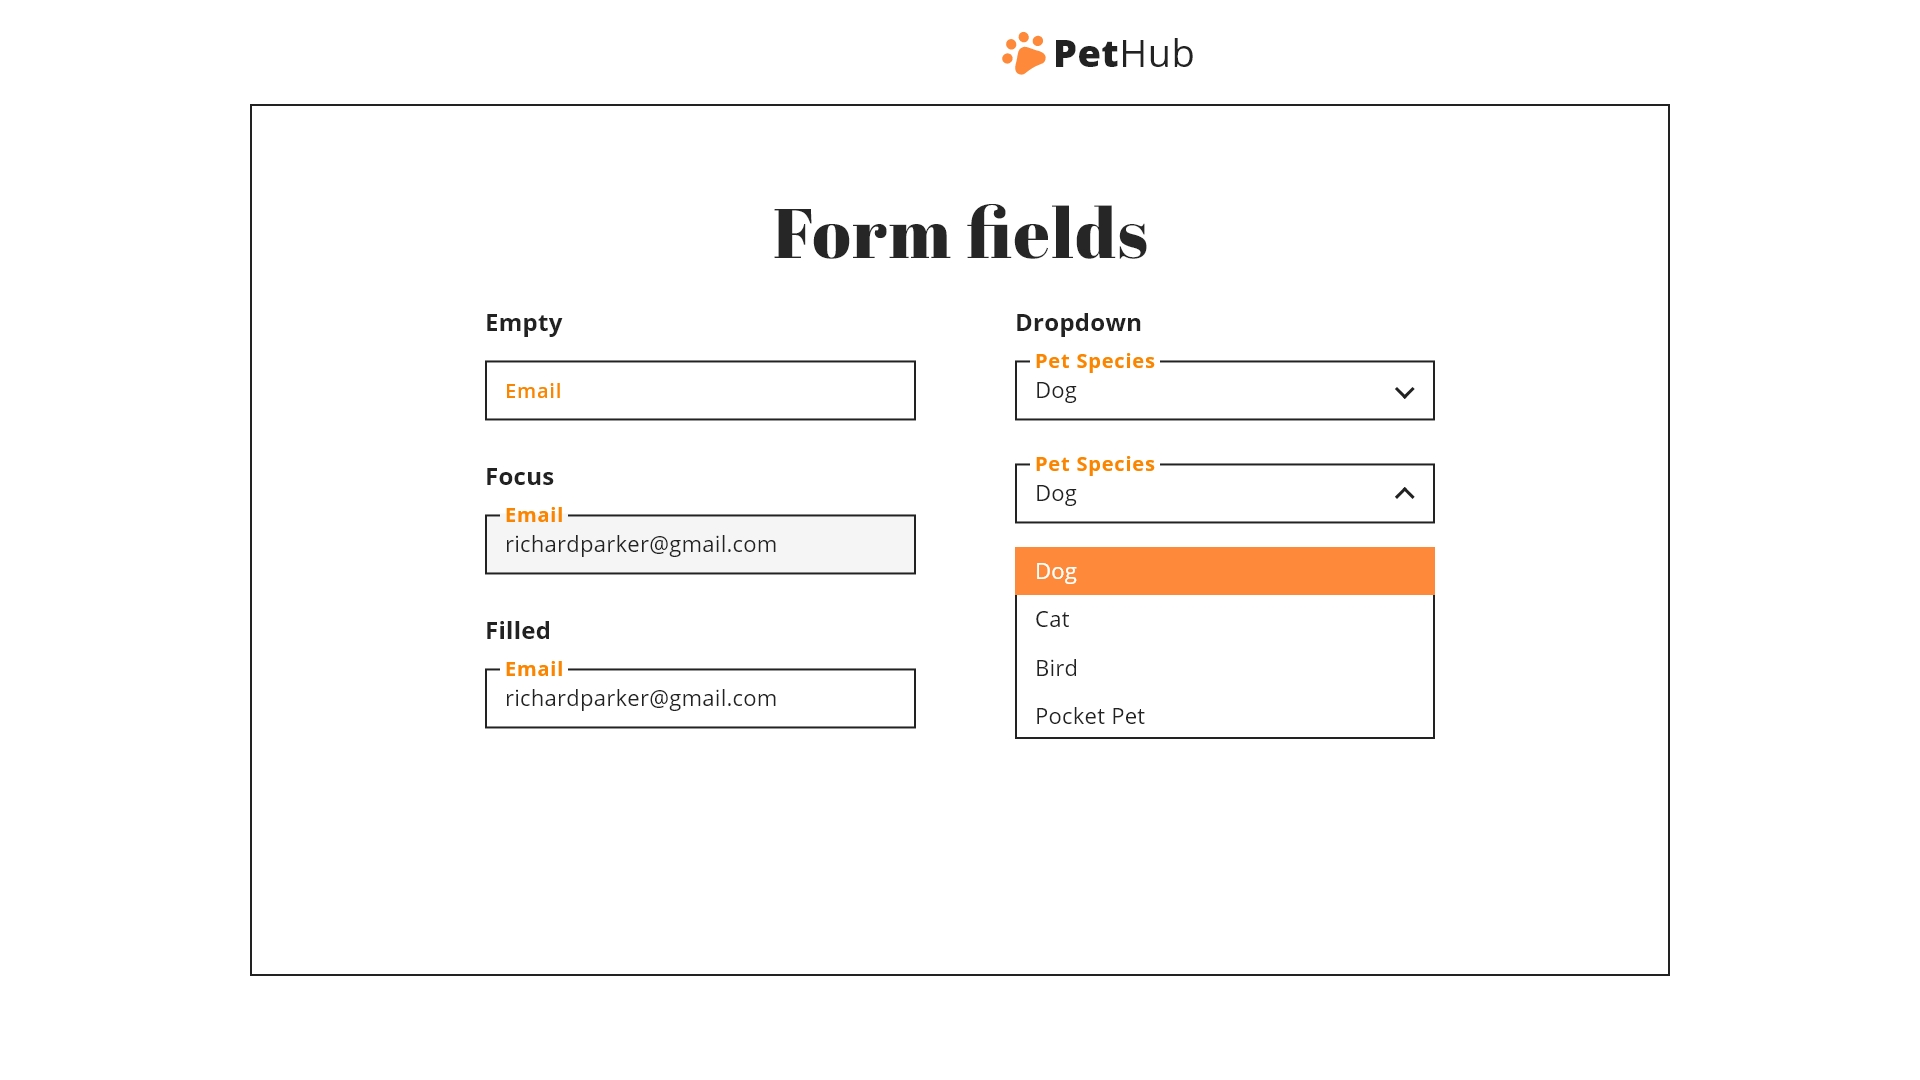 PetHub
Form fields
Empty
Email
Focus
Email
richardparker@gmail.com
Filled
Email
richardparker@gmail.com
Dropdown
Pet Species
Dog
Pet Species
Dog
Dog
Cat
Bird
Pocket Pet